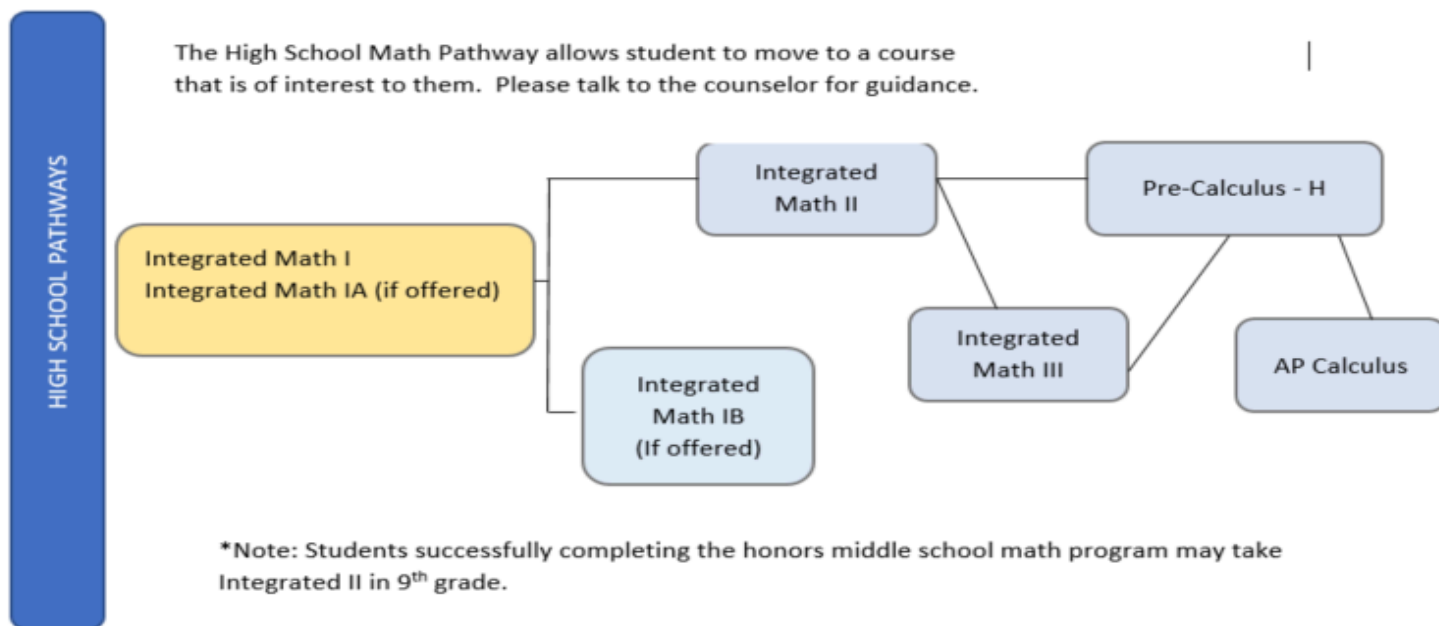 HIGH SCHOOL PATHWAYS
The High School Math Pathway allows student to move to a course
that is of interest to them.  Please talk to the counselor for guidance.
Integrated Math I
Integrated Math IA (if offered)
Integrated
Math II
Pre-Calculus - H
Integrated
Math III
AP Calculus
Integrated
Math IB
(If offered)
*Note: Students successfully completing the honors middle school math program may take
Integrated II in 9th grade.